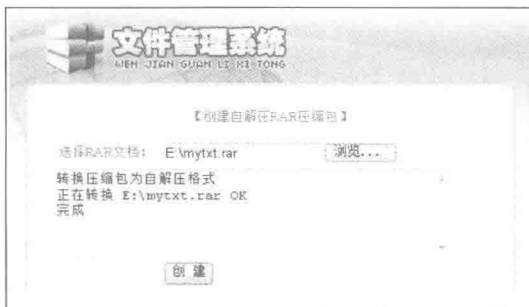 文件管理系统
WEN JIAN GUAN LI XI TONG
【创建自解压RAR压缩包】
选择RAR文档： E:\mytxt.rar 浏览...
转换压缩包为自解压格式
正在转换 E:\mytxt.rar OK
完成
创 建